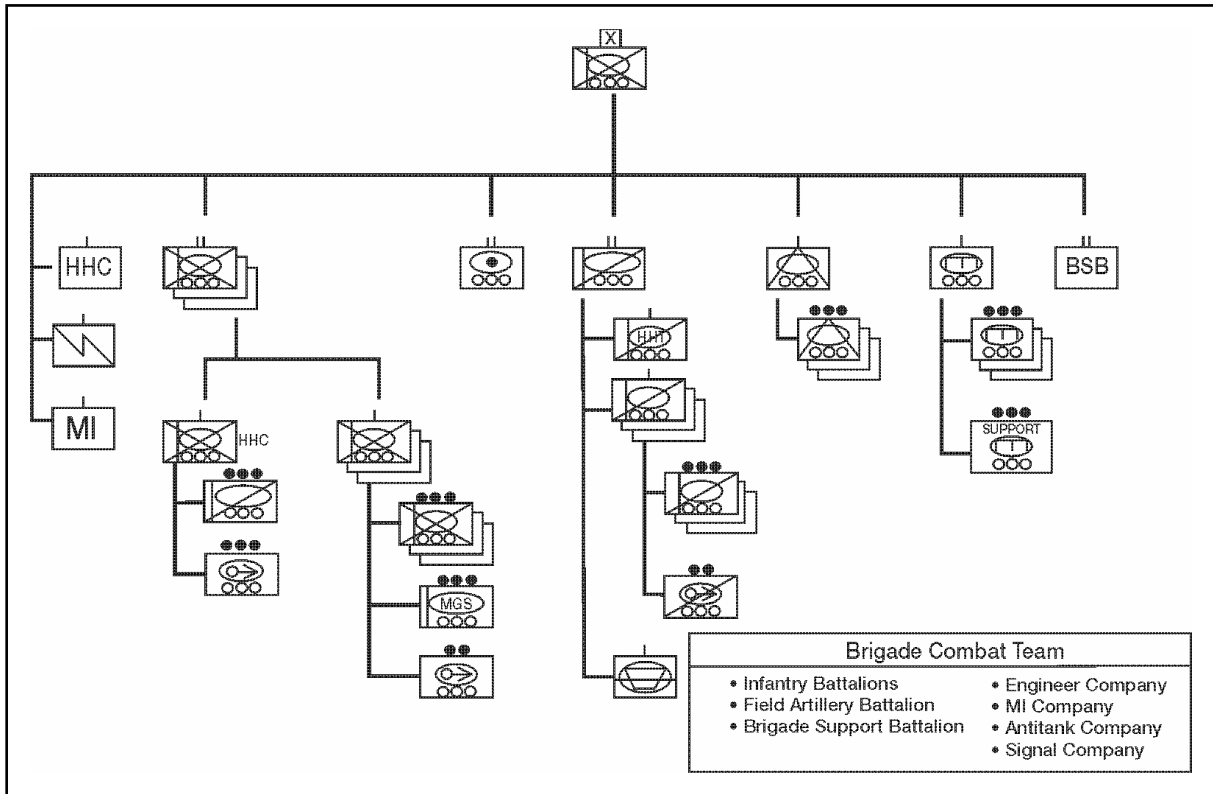 X
HHC
BSB
HHT
MI
HHC
SUPPORT
MGS
Brigade Combat Team
• Infantry Battalions
• Field Artillery Battalion
• Brigade Support Battalion
• Engineer Company
• MI Company
• Antitank Company
• Signal Company